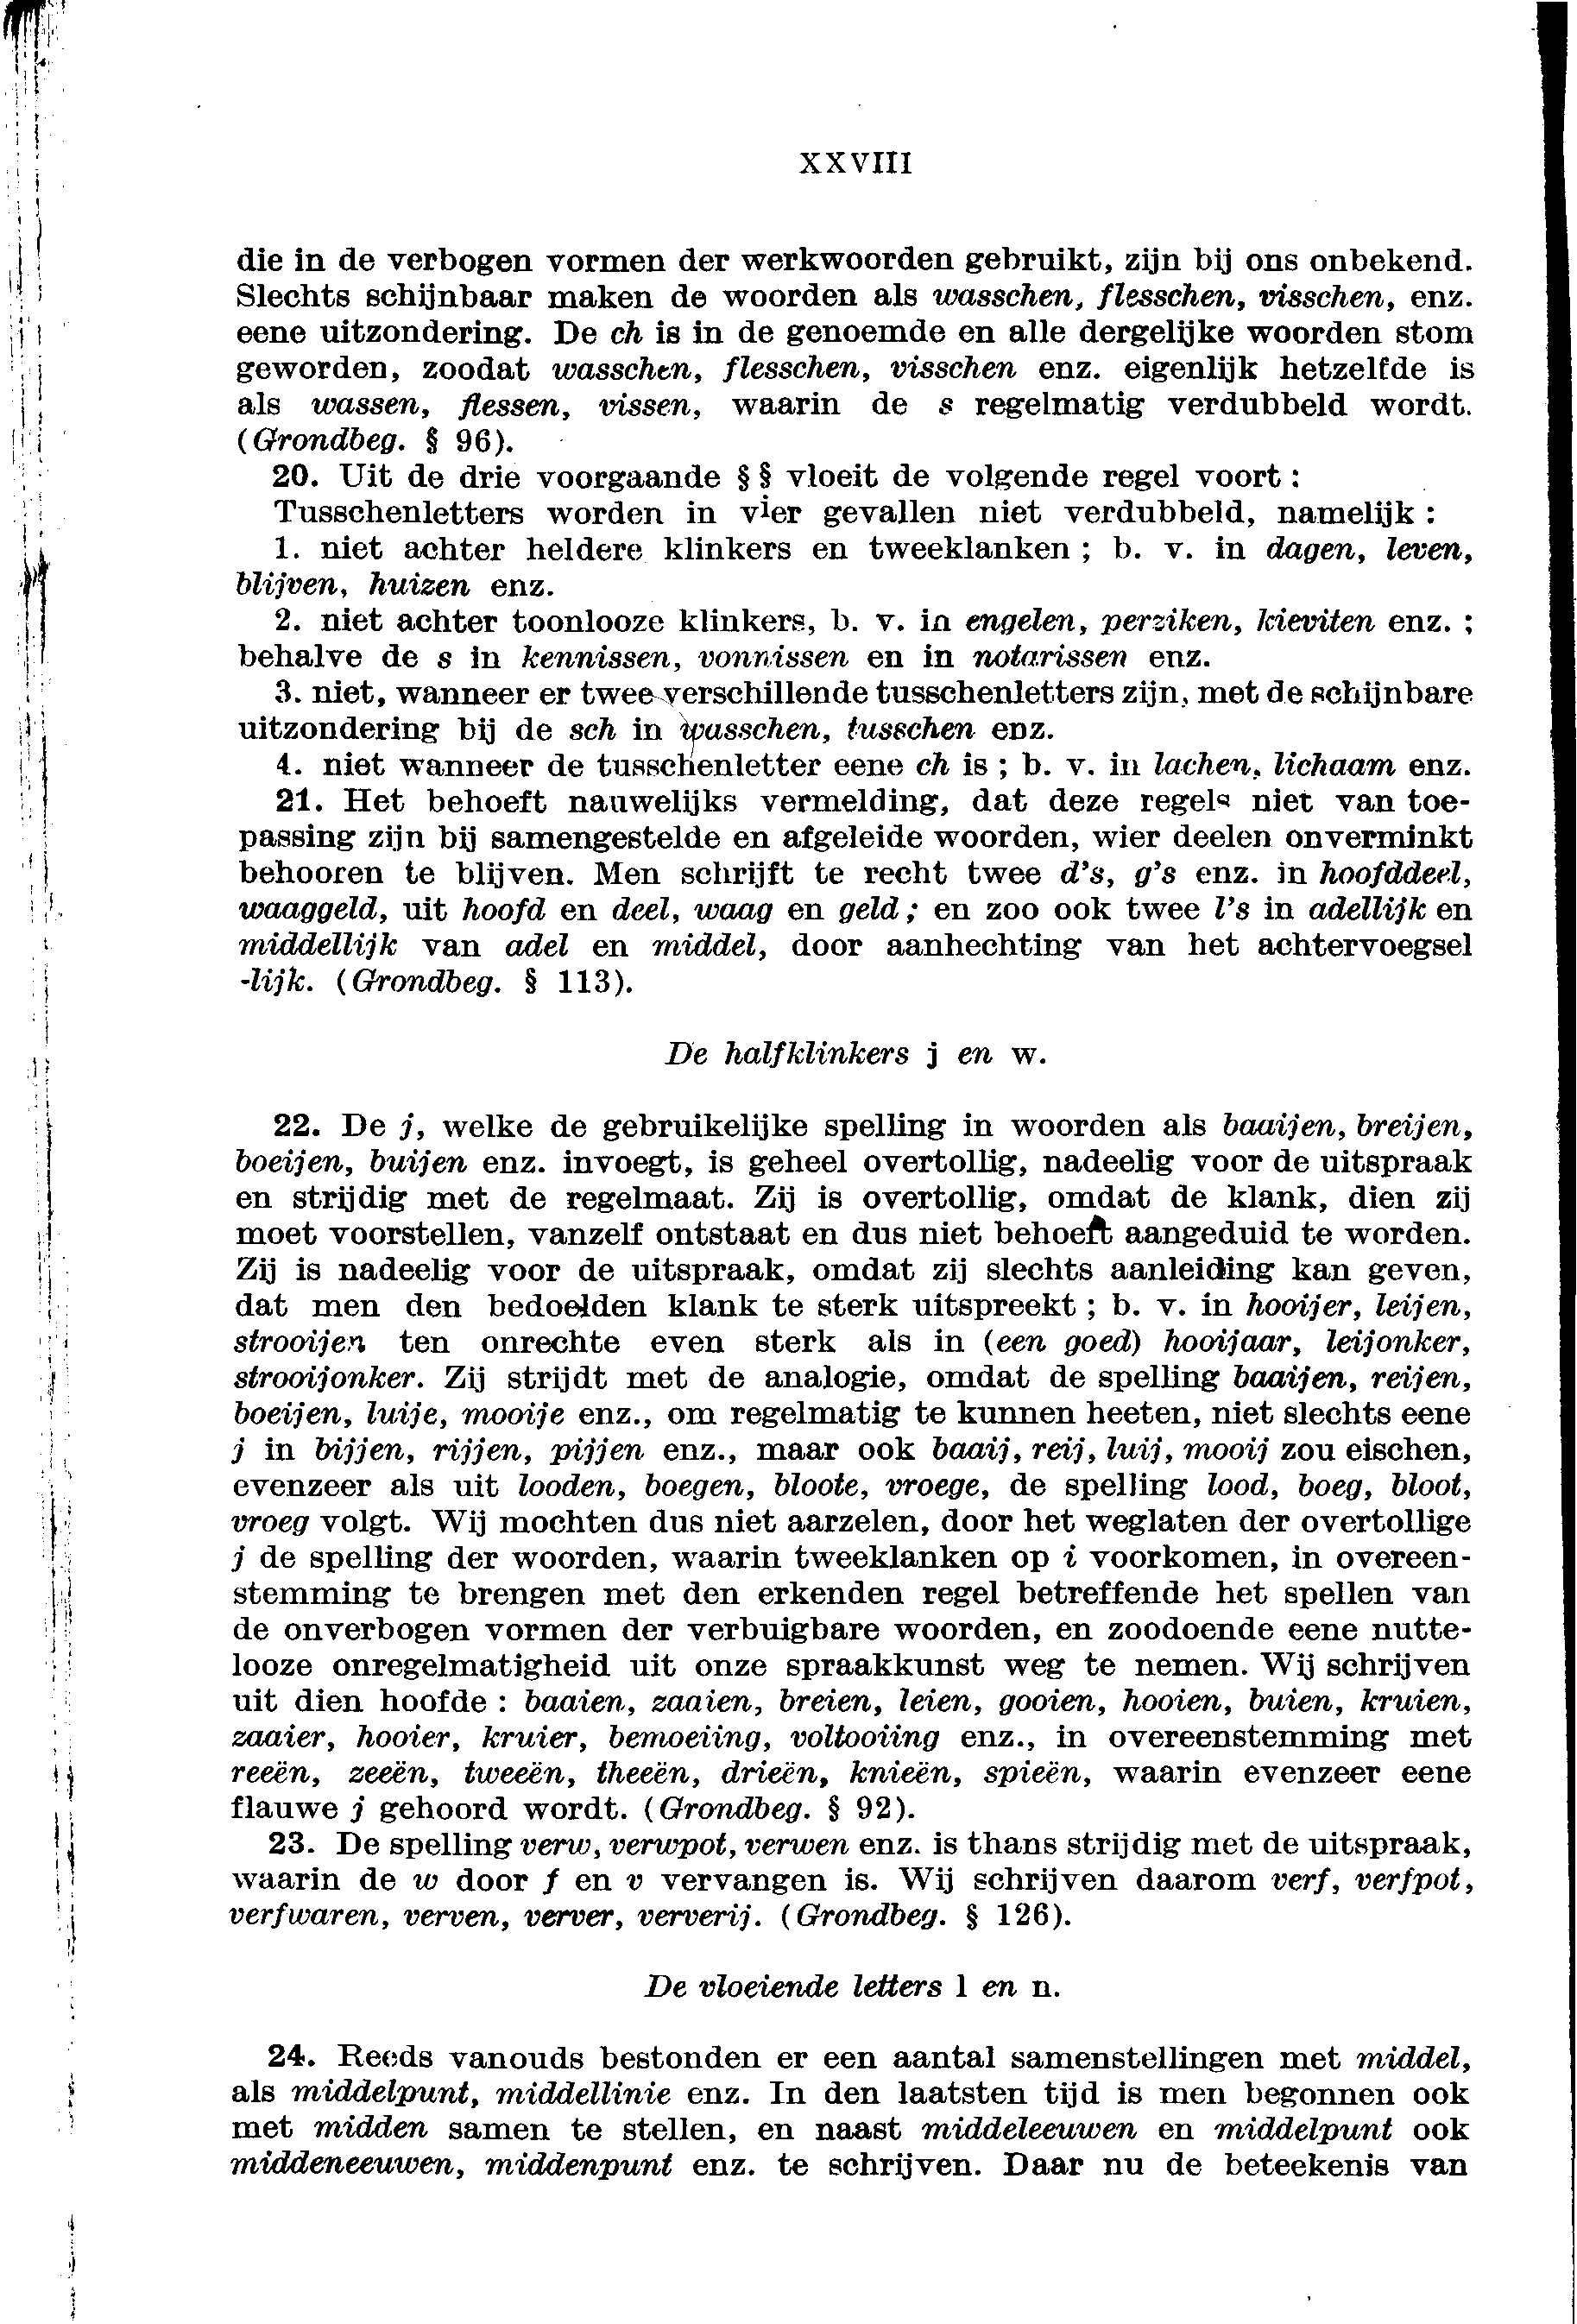 XXVIII
die in de verbogen vormen der werkwoorden gebruikt, zijn bij ons onbekend.
Slechts schijnbaar maken de woorden als wasschen, flesschen, visschen, enz.
eene uitzondering. De ch is in de genoemde en alle dergelijke woorden stom
geworden, zoodat wasschen, flesschen, visschen enz. eigenlijk hetzelfde is
als wassen, flessen, vissen, waarin de s regelmatig verdubbeld wordt.
(Grondbeg. § 96).
20. Uit de drie voorgaande §§ vloeit de volgende regel voort :
Tusschenletters worden in vier gevallen niet verdubbeld, namelijk :
1. niet achter heldere klinkers en tweeklanken ; b. v. in dagen, leven,
blijven, huizen enz.
2. niet achter toonlooze klinkers, b. v. in engelen, perziken, kieviten enz. ;
behalve de s in kennissen, vonnissen en in notarissen enz.
3. niet, wanneer er twee verschillende tusschenletters zijn, met de schijnbare
uitzondering bij de sch in wasschen, tusschen enz.
4. niet wanneer de tusschenletter eene ch is ; b. v. in lachen, lichaam enz.
21. Het behoeft nauwelijks vermelding, dat deze regels niet van toe-
passing zijn bij samengestelde en afgeleide woorden, wier deelen onverminkt
behooren te blijven. Men schrijft te recht twee d's, g's enz. in hoofddeel,
waaggeld, uit hoofd en deel, waag en geld ; en zoo ook twee l's in adellijk en
middellijk van adel en middel, door aanhechting van het achtervoegsel
-lijk. (Grondbeg. § 113).
De halfklinkers j en w.
22. De j, welke de gebruikelijke spelling in woorden als baaijen, breijen,
boeijen, buijen enz. invoegt, is geheel overtollig, nadeelig voor de uitspraak
en strijdig met de regelmaat. Zij is overtollig, omdat de klank, dien zij
moet voorstellen, vanzelf ontstaat en dus niet behoeft aangeduid te worden.
Zij is nadeelig voor de uitspraak, omdat zij slechts aanleiding kan geven,
dat men den bedoelden klank te sterk uitspreekt ; b. v. in hooijer, leijen,
strooijen ten onrechte even sterk als in (een goed) hooijaar, leijonker,
strooijonker. Zij strijdt met de analogie, omdat de spelling baaijen, reijen,
boeijen, luije, mooije enz., om regelmatig te kunnen heeten, niet slechts eene
j in bijjen, rijjen, pijjen enz., maar ook baaij, reij, luij, mooij zou eischen,
evenzeer als uit looden, boegen, bloote, vroege, de spelling lood, boeg, bloot,
vroeg volgt. Wij mochten dus niet aarzelen, door het weglaten der overtollige
j de spelling der woorden, waarin tweeklanken op i voorkomen, in overeen-
stemming te brengen met den erkenden regel betreffende het spellen van
de onverbogen vormen der verbuigbare woorden, en zoodoende eene nutte-
looze onregelmatigheid uit onze spraakkunst weg te nemen. Wij schrijven
uit dien hoofde : baaien, zaaien, breien, leien, gooien, hooien, buien, kruien,
zaaier, hooier, kruier, bemoeiing, voltooiing enz., in overeenstemming met
reeën, zeeën, tweeën, theeën, drieën, knieën, spieën, waarin evenzeer eene
flauwe j gehoord wordt. (Grondbeg. § 92).
23. De spelling verw, verwpot, verwen enz. is thans strijdig met de uitspraak,
waarin de w door f en v vervangen is. Wij schrijven daarom verf, verfpot,
verfwaren, verven, verver, ververij. (Grondbeg. § 126).
De vloeiende letters l en n.
24. Reeds vanouds bestonden er een aantal samenstellingen met middel,
als middelpunt, middellinie enz. In den laatsten tijd is men begonnen ook
met midden samen te stellen, en naast middeleeuwen en middelpunt ook
middeneeuwen, middenpunt enz. te schrijven. Daar nu de beteekenis van